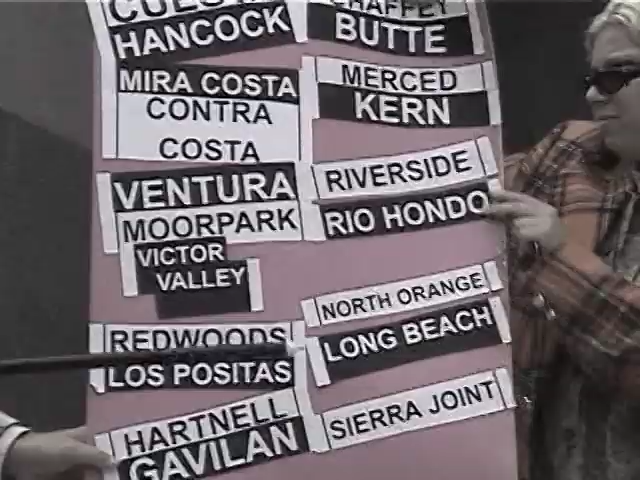 CUESTA
HANCOCK
MIRA COSTA
CONTRA
COSTA
VENTURA
MOORPARK
VICTOR
VALLEY
REDWOODS
LOS POSITAS
HARTNELL
GAVILAN
CHAFFEY
BUTTE
MERCED
KERN
RIVERSIDE
RIO HONDO
NORTH ORANGE
LONG BEACH
SIERRA JOINT